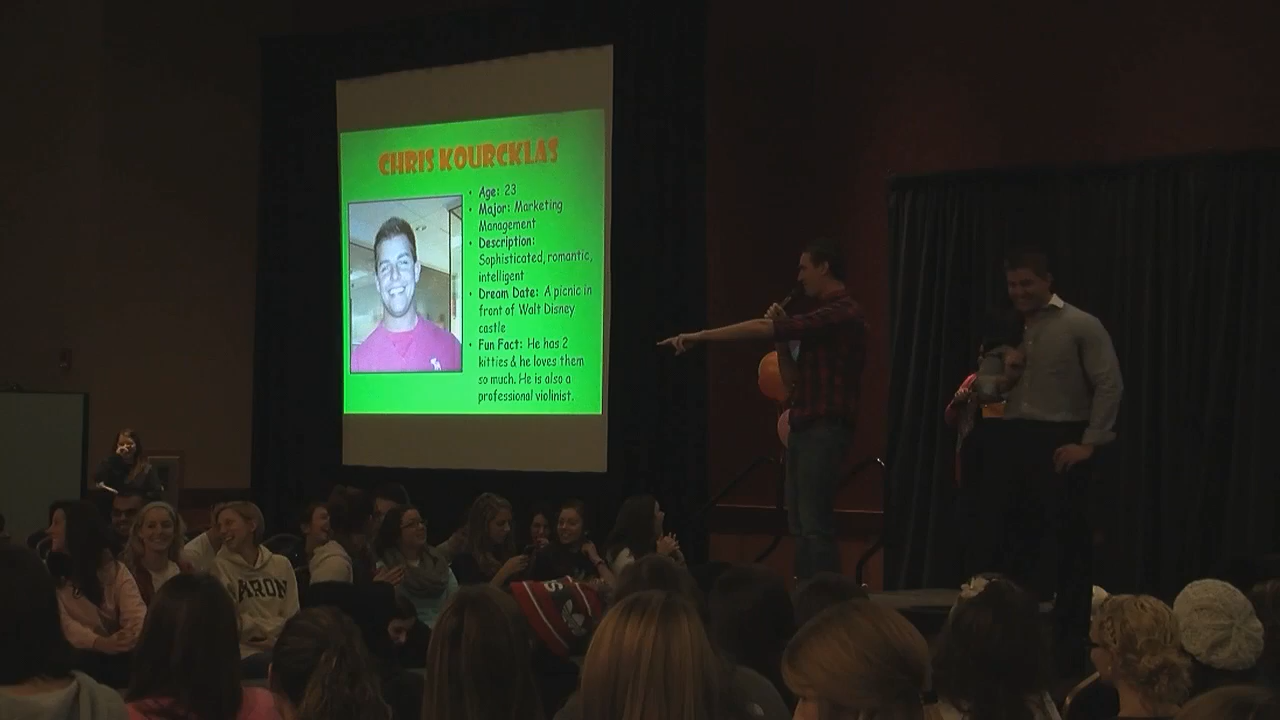 CHRIS KOURCKLAS
• Age: 23
• Major: Marketing
Management
• Description:
Sophisticated, romantic,
intelligent
• Dream Date: A picnic in
front of Walt Disney
castle
• Fun Fact: He has 2
kitties & he loves them
so much. He is also a
professional violinist.
ARON